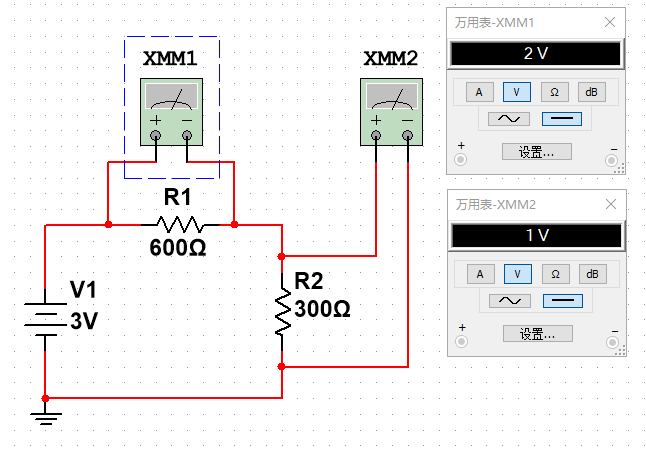 XMM1
XMM2
+ −
+ −
R1
600Ω
V1
3V
R2
300Ω
万用表-XMM1
2 V
A V Ω dB
设置...
+ −
万用表-XMM2
1 V
A V Ω dB
设置...
+ −